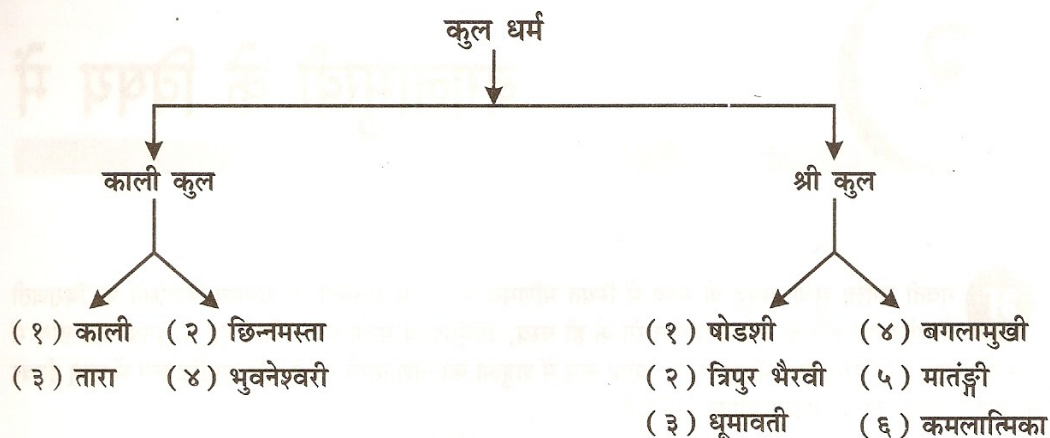 कुल धर्म
काली कुल
श्री कुल
( १ ) काली ( २ ) छिन्नमस्ता
( ३ ) तारा ( ४ ) भुवनेश्वरी
( १ ) षोडशी ( ४ ) बगलामुखी
( २ ) त्रिपुर भैरवी ( ५ ) मातंङ्गी
( ३ ) धूमावती ( ६ ) कमलात्मिका